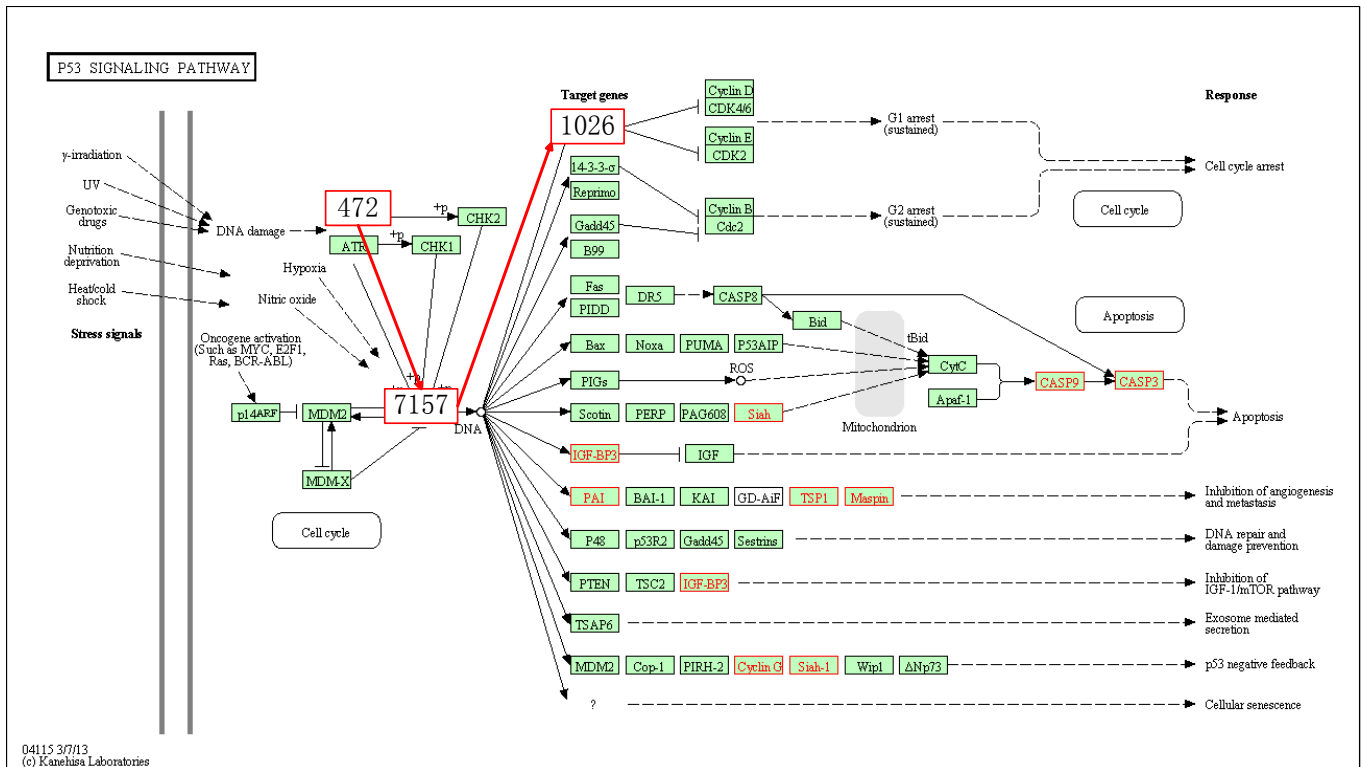 P53 SIGNALING PATHWAY
Target genes
Response
1026
Cyclin D
CDK4/6
Cyclin E
CDK2
G1 arrest
(sustained)
Cell cycle arrest
γ-irradiation
UV
Genotoxic
drugs
Nutrition
deprivation
Heat/cold
shock
Stress signals
DNA damage
472
+p
CHK2
ATR
+p
CHK1
Hypoxia
Nitric oxide
Oncogene activation
(Such as MYC, E2F1,
Ras, BCR-ABL)
p14ARF
MDM2
7157
DNA
MDM-X
Cell cycle
14-3-3-σ
Reprimo
Gadd45
B99
Cyclin B
Cdc2
G2 arrest
(sustained)
Cell cycle
Fas
PIDD
DR5
CASP8
Bid
tBid
Apoptosis
Bax
Noxa
PUMA
P53AIP
CytC
PIGs
ROS
Apaf-1
CASP9
CASP3
Scotin
PERP
PAG608
Siah
Mitochondrion
Apoptosis
IGF-BP3
IGF
PAI
BAI-1
KAI
GD-AiF
TSP1
Maspin
Inhibition of angiogenesis
and metastasis
P48
p53R2
Gadd45
Sestrins
DNA repair and
damage prevention
PTEN
TSC2
IGF-BP3
Inhibition of
IGF-1/mTOR pathway
TSAP6
Exosome mediated
secretion
MDM2
Cop-1
PIRH-2
Cyclin G
Siah-1
Wip1
ΔNp73
p53 negative feedback
?
Cellular senescence
04115 3/7/13
(c) Kanehisa Laboratories